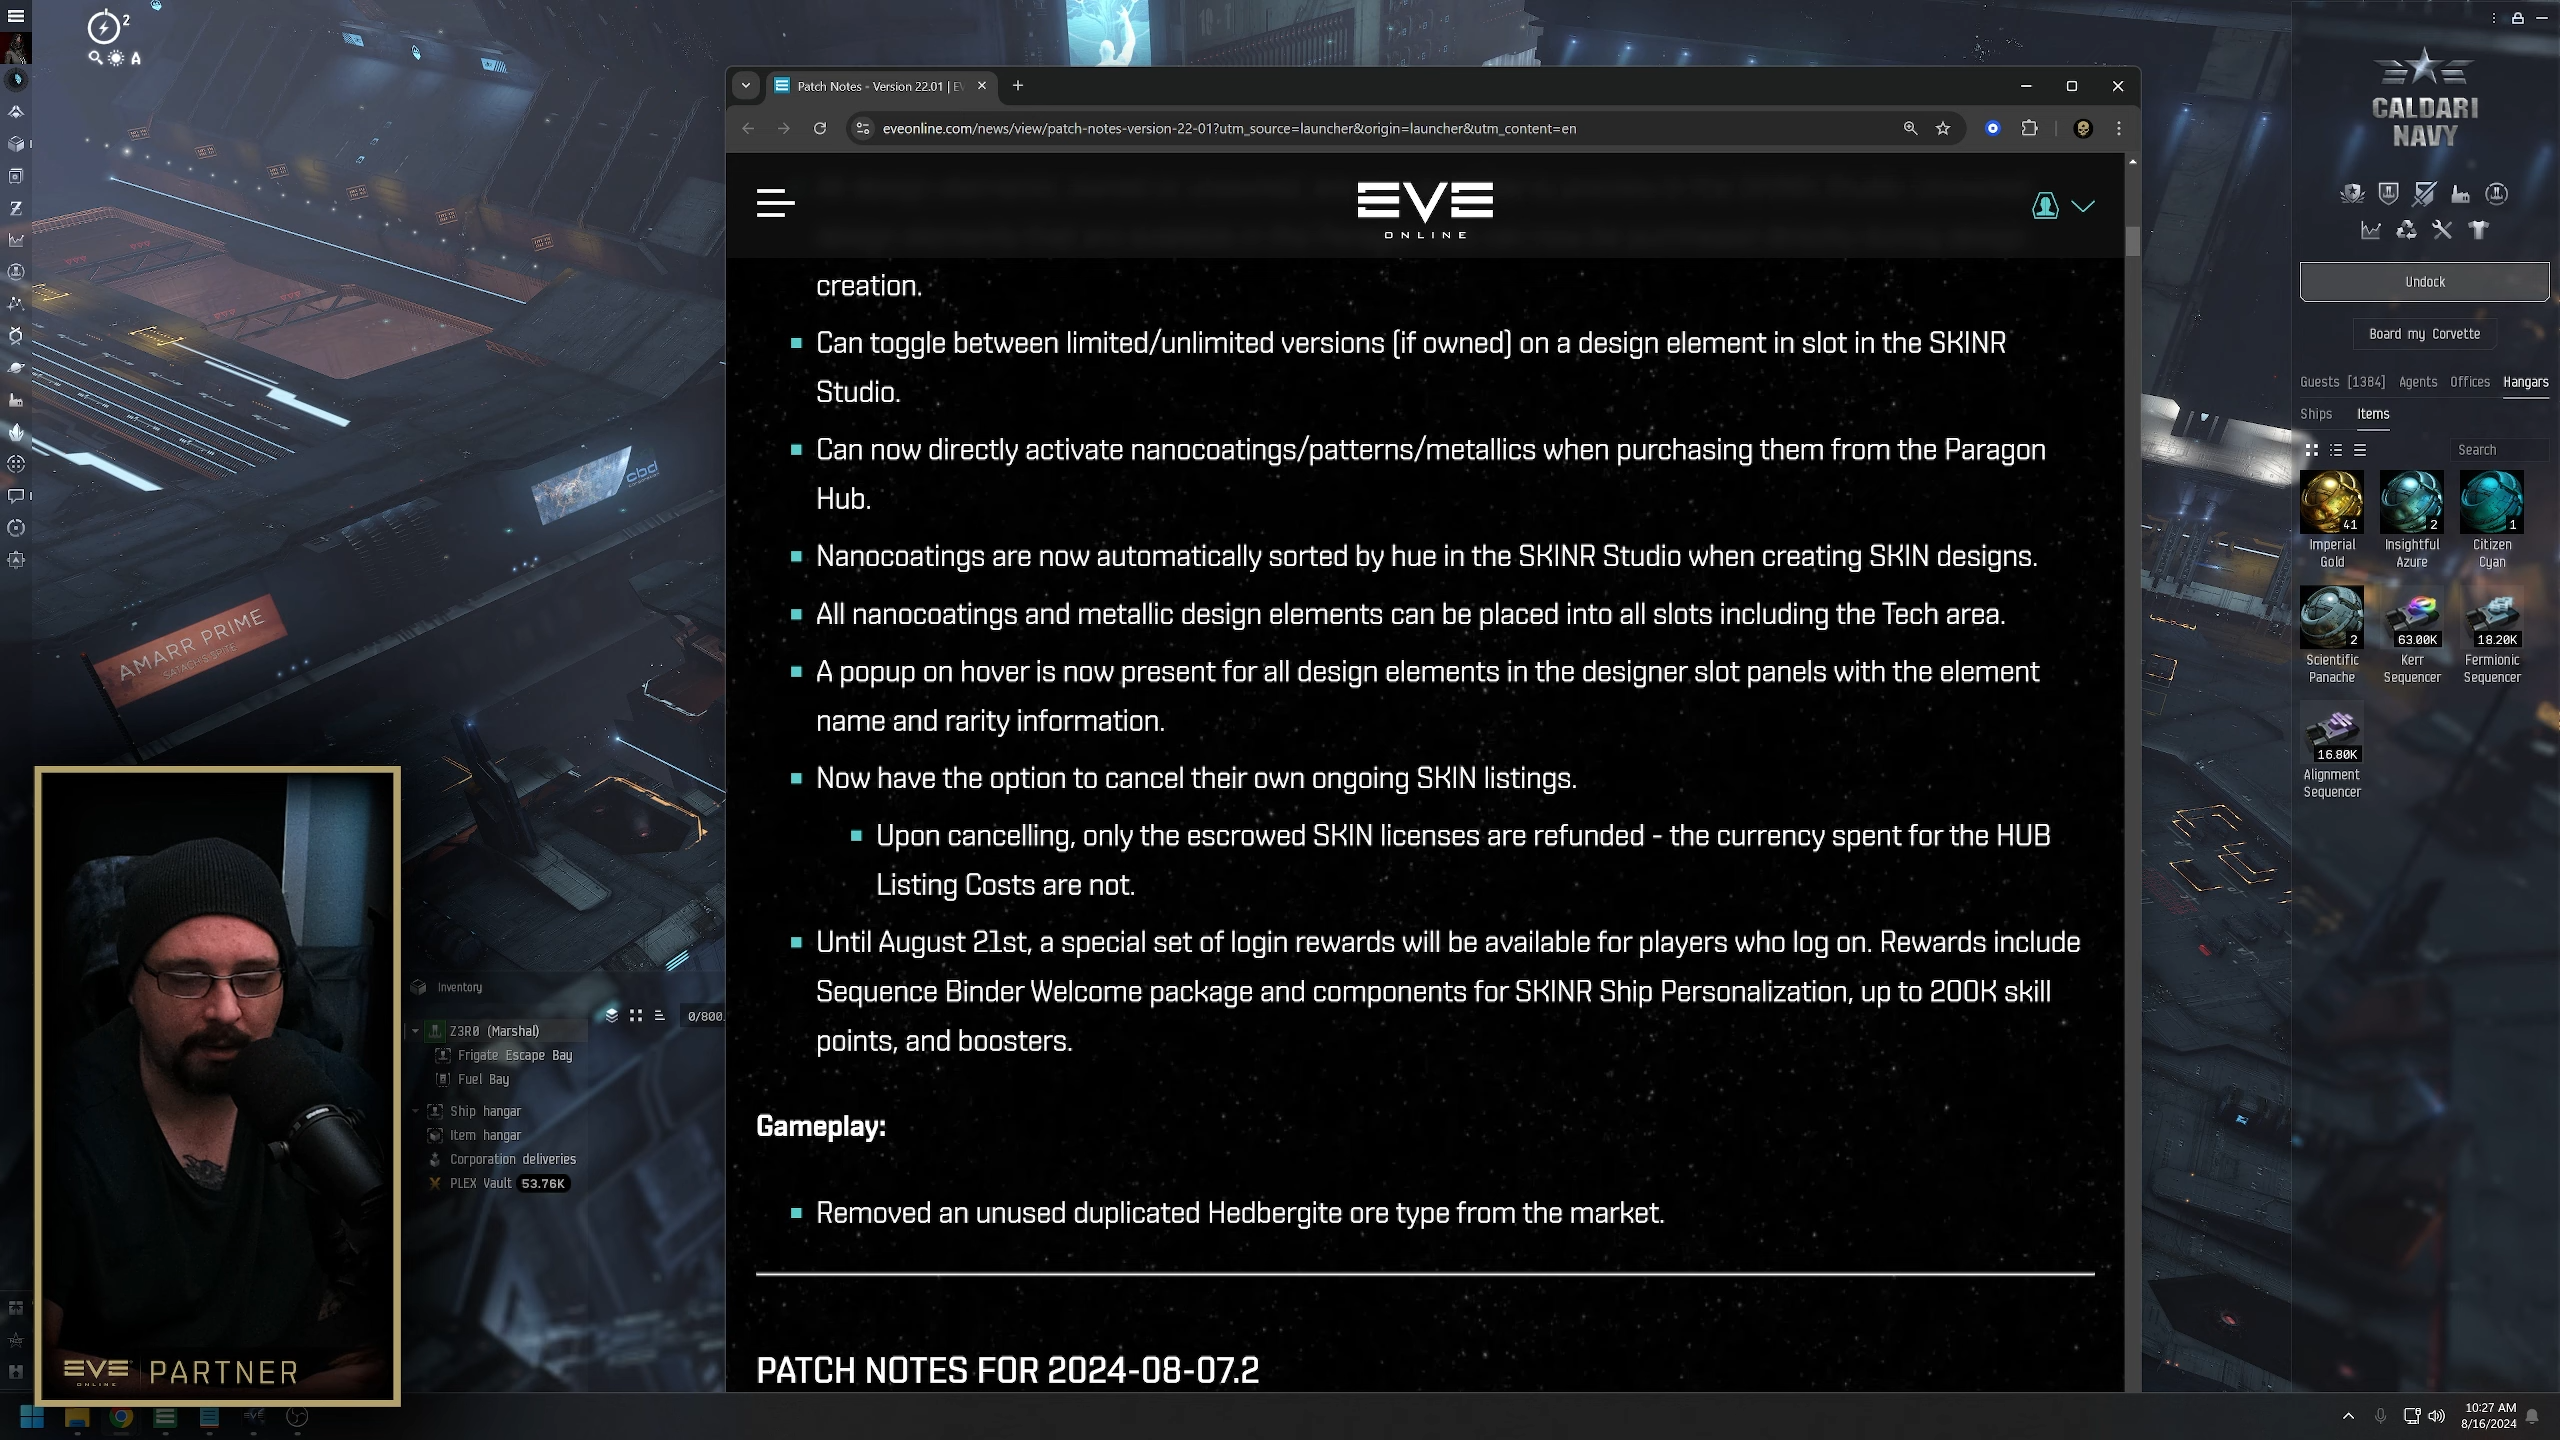 2
A
Patch Notes - Version 22.01 | EV
eveonline.com/news/view/patch-notes-version-22-01?utm_source=launcher&origin=launcher&utm_content=en
EVE
ONLINE
creation.
Can toggle between limited/unlimited versions (if owned) on a design element in slot in the SKINR
Studio.
Can now directly activate nanocoatings/patterns/metallics when purchasing them from the Paragon
Hub.
Nanocoatings are now automatically sorted by hue in the SKINR Studio when creating SKIN designs.
All nanocoatings and metallic design elements can be placed into all slots including the Tech area.
A popup on hover is now present for all design elements in the designer slot panels with the element
name and rarity information.
Now have the option to cancel their own ongoing SKIN listings.
Upon cancelling, only the escrowed SKIN licenses are refunded - the currency spent for the HUB
Listing Costs are not.
Until August 21st, a special set of login rewards will be available for players who log on. Rewards include
Sequence Binder Welcome package and components for SKINR Ship Personalization, up to 200K skill
points, and boosters.
Gameplay:
Removed an unused duplicated Hedbergite ore type from the market.
PATCH NOTES FOR 2024-08-07.2
CALDARI
NAVY
Undock
Board my Corvette
Guests [1384] Agents Offices Hangars
Ships Items
Search
41 2 1
Imperial Gold
Insightful Azure
Citizen Cyan
2 63.00K 18.20K
Scientific Panache
Kerr Sequencer
Fermionic Sequencer
16.80K
Alignment
Sequencer
cbd
AMARR PRIME
Inventory
0/800.
Z3R0 (Marshal)
Frigate Escape Bay
Fuel Bay
Ship hangar
Item hangar
Corporation deliveries
PLEX Vault 53.76K
EVE ONLINE | PARTNER
10:27 AM
8/16/2024